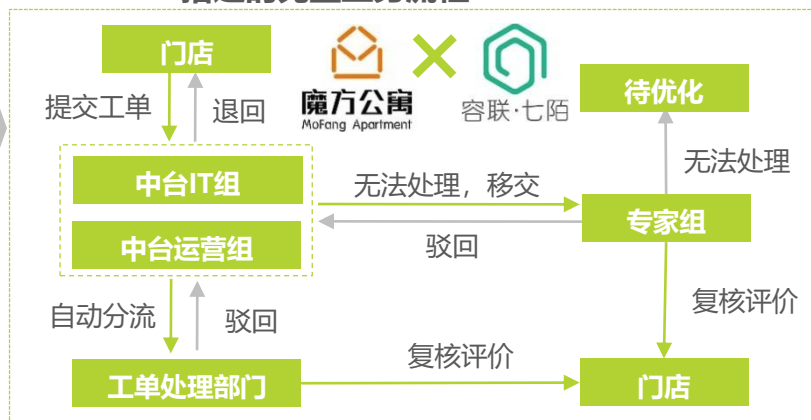 门店
提交工单
退回
魔方公寓
MoFang Apartment
容联·七陌
待优化
无法处理
中台IT组
中台运营组
无法处理，移交
驳回
专家组
自动分流
驳回
复核评价
复核评价
工单处理部门
门店